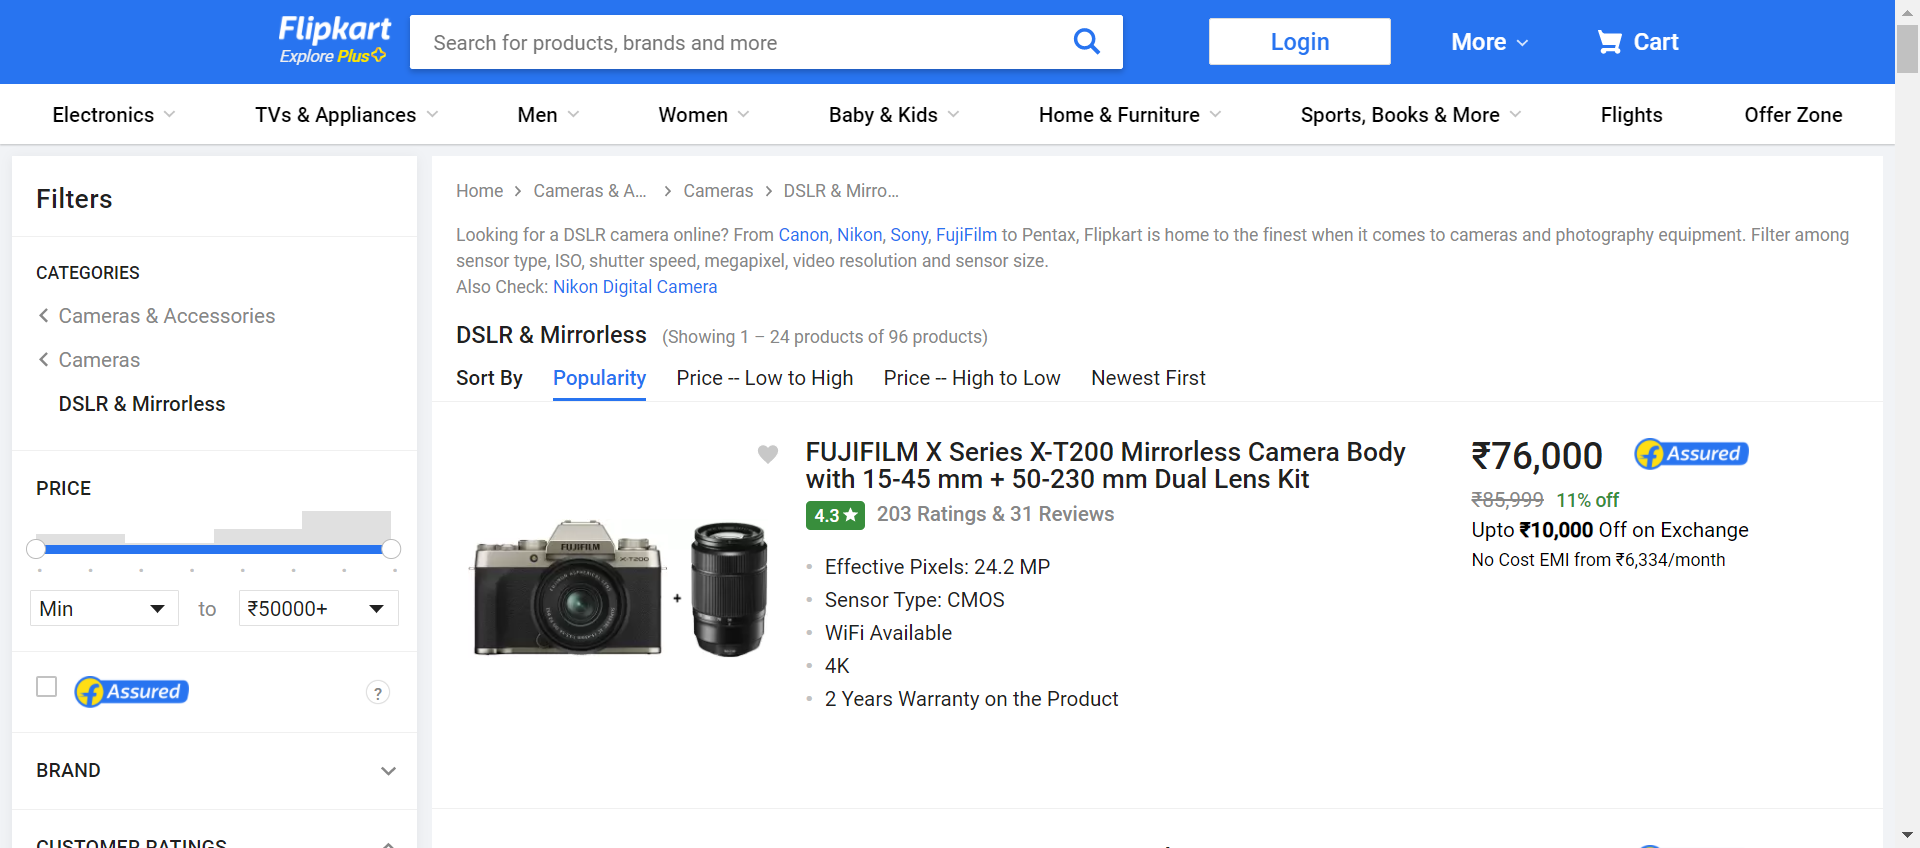 Flipkart
Explore Plus
Search for products, brands and more
Login
More
Cart
Electronics
TVs & Appliances
Men
Women
Baby & Kids
Home & Furniture
Sports, Books & More
Flights
Offer Zone
Filters
CATEGORIES
Cameras & Accessories
Cameras
DSLR & Mirrorless
PRICE
Min
to
₹50000+
f Assured
?
BRAND
CUSTOMER RATINGS
Home > Cameras & A... > Cameras > DSLR & Mirro...
Looking for a DSLR camera online? From Canon, Nikon, Sony, FujiFilm to Pentax, Flipkart is home to the finest when it comes to cameras and photography equipment. Filter among
sensor type, ISO, shutter speed, megapixel, video resolution and sensor size.
Also Check: Nikon Digital Camera
DSLR & Mirrorless (Showing 1 – 24 products of 96 products)
Sort By Popularity Price -- Low to High Price -- High to Low Newest First
FUJIFILM
X-T200
+
FUJIFILM X Series X-T200 Mirrorless Camera Body
with 15-45 mm + 50-230 mm Dual Lens Kit
4.3★ 203 Ratings & 31 Reviews
• Effective Pixels: 24.2 MP
• Sensor Type: CMOS
• WiFi Available
• 4K
• 2 Years Warranty on the Product
₹76,000
f Assured
₹85,999 11% off
Upto ₹10,000 Off on Exchange
No Cost EMI from ₹6,334/month